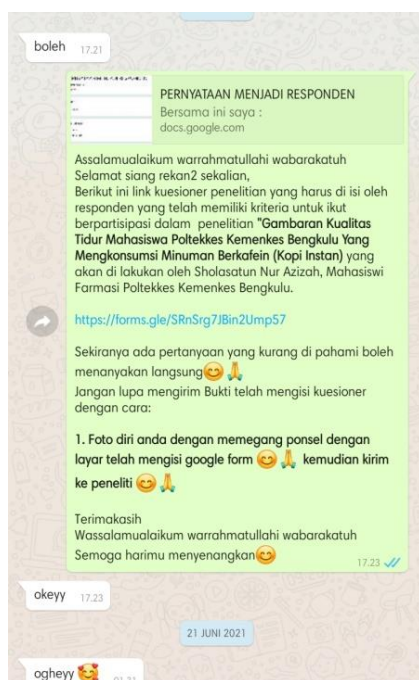 boleh 17.21
PERNYATAAN MENJADI RESPONDEN
Bersama ini saya :
docs.google.com
Assalamualaikum warrahmatullahi wabarakatuh
Selamat siang rekan2 sekalian,
Berikut ini link kuesioner penelitian yang harus di isi oleh
responden yang telah memiliki kriteria untuk ikut
berpartisipasi dalam penelitian "Gambaran Kualitas
Tidur Mahasiswa Poltekkes Kemenkes Bengkulu Yang
Mengkonsumsi Minuman Berkafein (Kopi Instan) yang
akan di lakukan oleh Sholasatun Nur Azizah, Mahasiswi
Farmasi Poltekkes Kemenkes Bengkulu.
https://forms.gle/SRnSrg7JBin2Ump57
Sekiranya ada pertanyaan yang kurang di pahami boleh
menanyakan langsung😊🙏
Jangan lupa mengirim Bukti telah mengisi kuesioner
dengan cara:
1. Foto diri anda dengan memegang ponsel dengan
layar telah mengisi google form 😊🙏 kemudian kirim
ke peneliti 😊🙏
Terimakasih
Wassalamualaikum warrahmatullahi wabarakatuh
Semoga harimu menyenangkan😊
17.23
okeyy 17.23
21 JUNI 2021
ogheyy 🥰